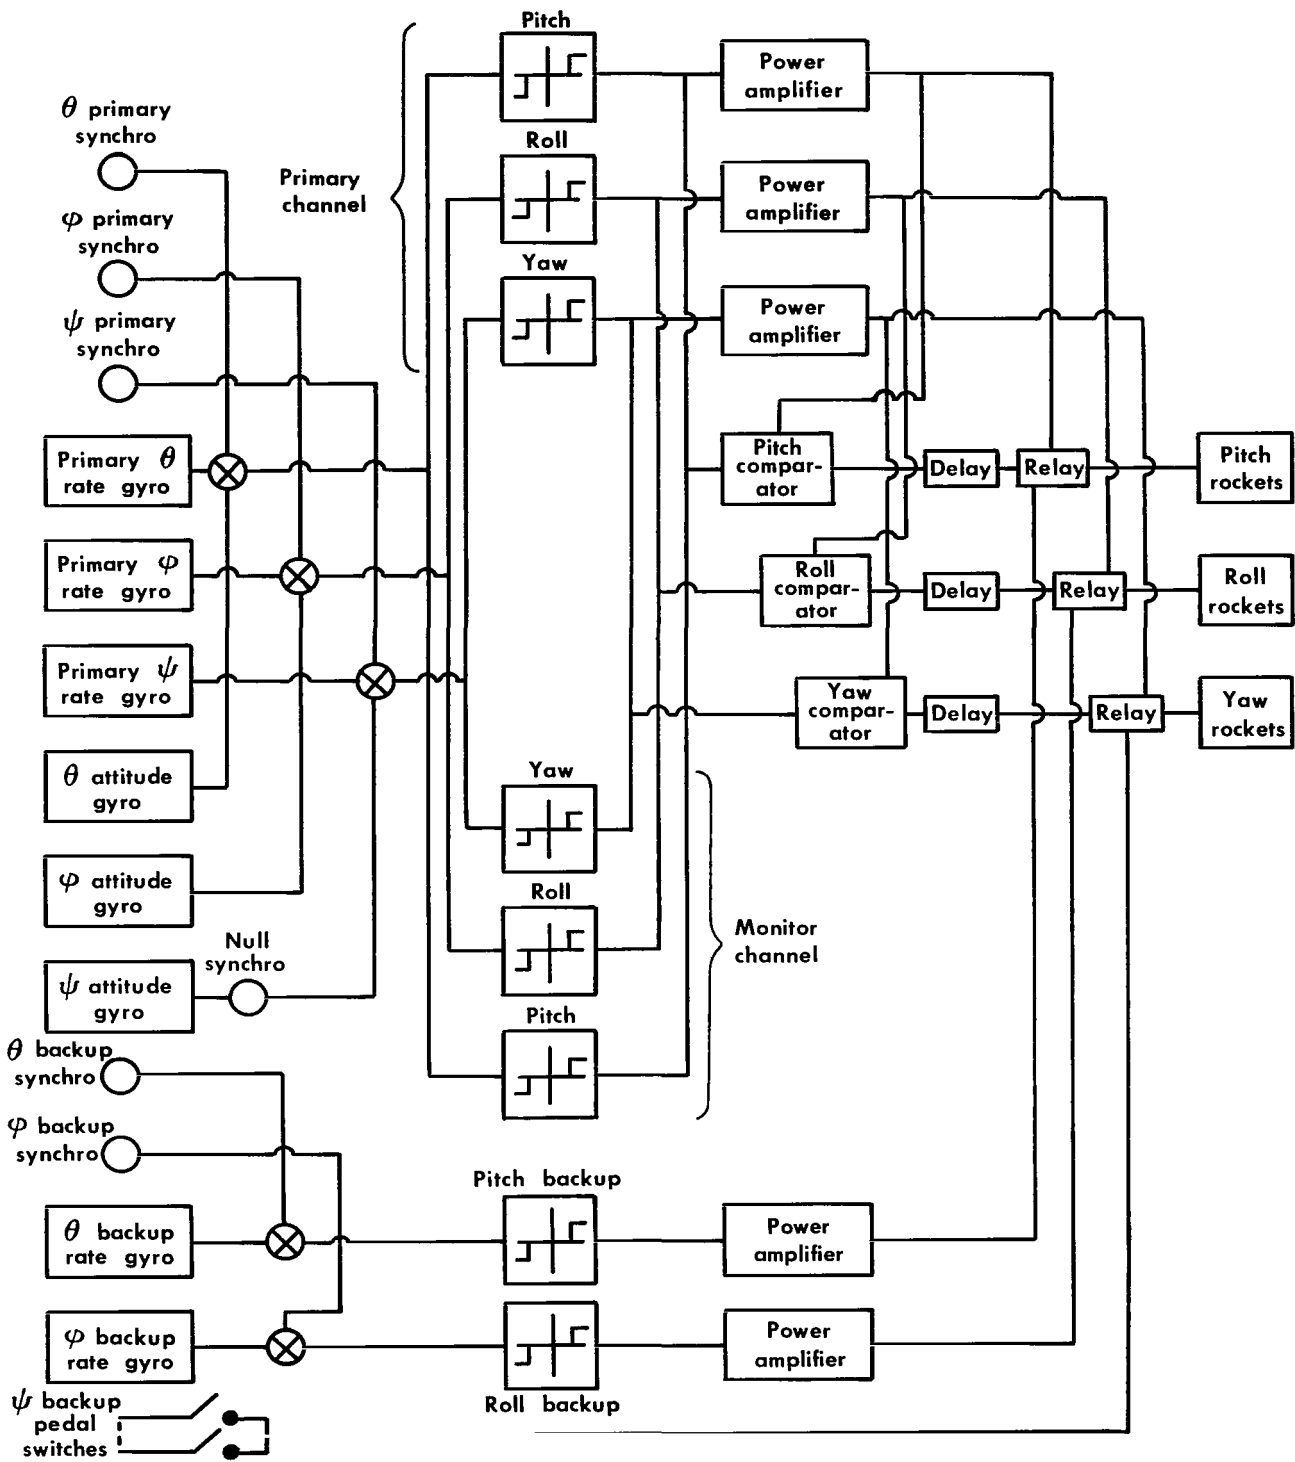 Pitch
θ primary
synchro
φ primary
synchro
ψ primary
synchro
Primary
channel
Roll
Yaw
Power
amplifier
Power
amplifier
Power
amplifier
Primary θ
rate gyro
Primary φ
rate gyro
Primary ψ
rate gyro
θ attitude
gyro
φ attitude
gyro
ψ attitude
gyro
Null
synchro
Pitch
compar-
ator
Delay
Relay
Pitch
rockets
Roll
compar-
ator
Delay
Relay
Roll
rockets
Yaw
compar-
ator
Delay
Relay
Yaw
rockets
Yaw
Roll
Pitch
Monitor
channel
θ backup
synchro
φ backup
synchro
θ backup
rate gyro
φ backup
rate gyro
ψ backup
pedal
switches
Pitch backup
Power
amplifier
Power
amplifier
Roll backup